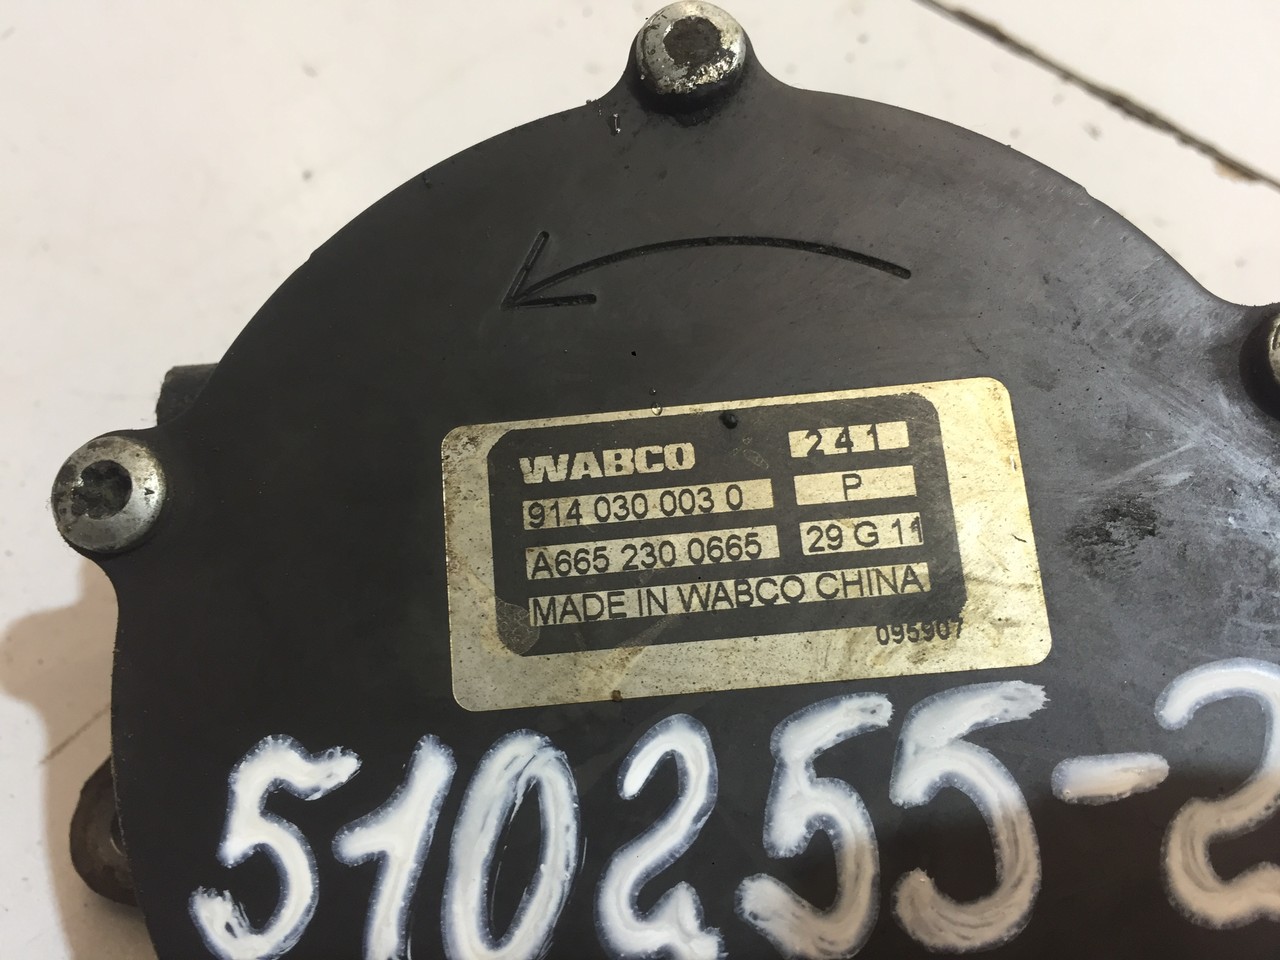 WABCO 241
914 030 003 0 P
A665 230 0665 29 G 11
MADE IN WABCO CHINA
095907
510255-2